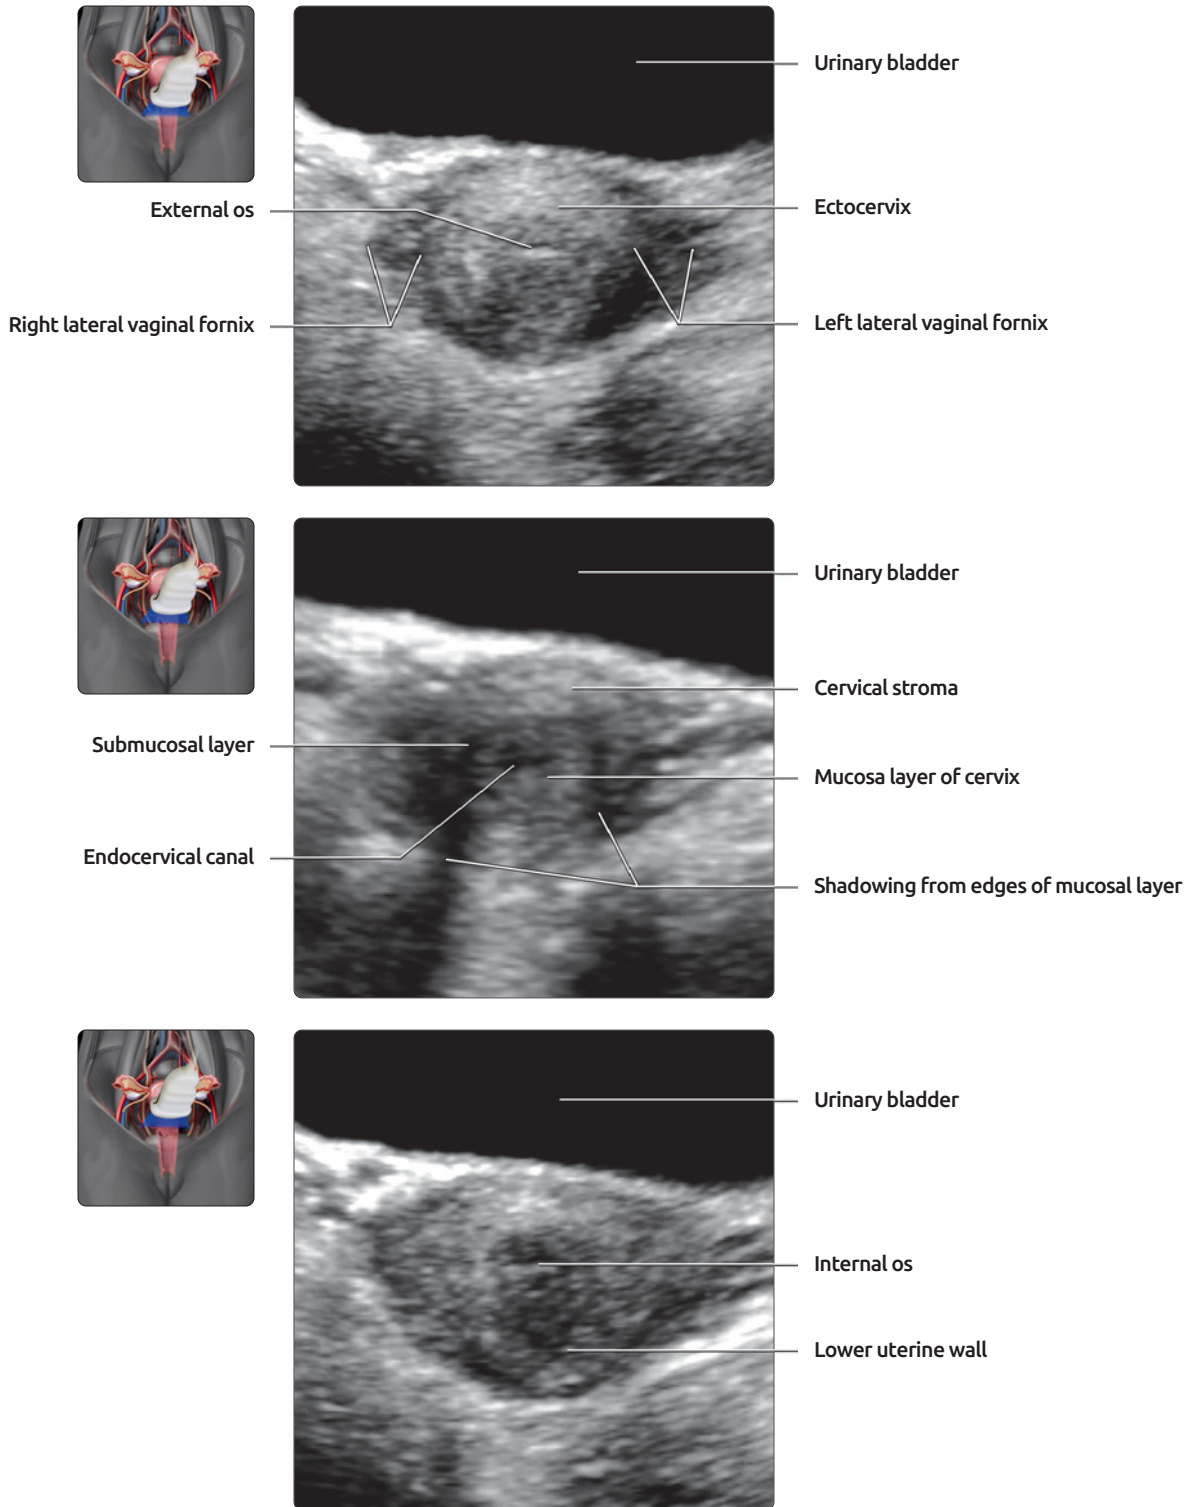 Urinary bladder
External os
Ectocervix
Right lateral vaginal fornix
Left lateral vaginal fornix
Urinary bladder
Cervical stroma
Submucosal layer
Mucosa layer of cervix
Endocervical canal
Shadowing from edges of mucosal layer
Urinary bladder
Internal os
Lower uterine wall